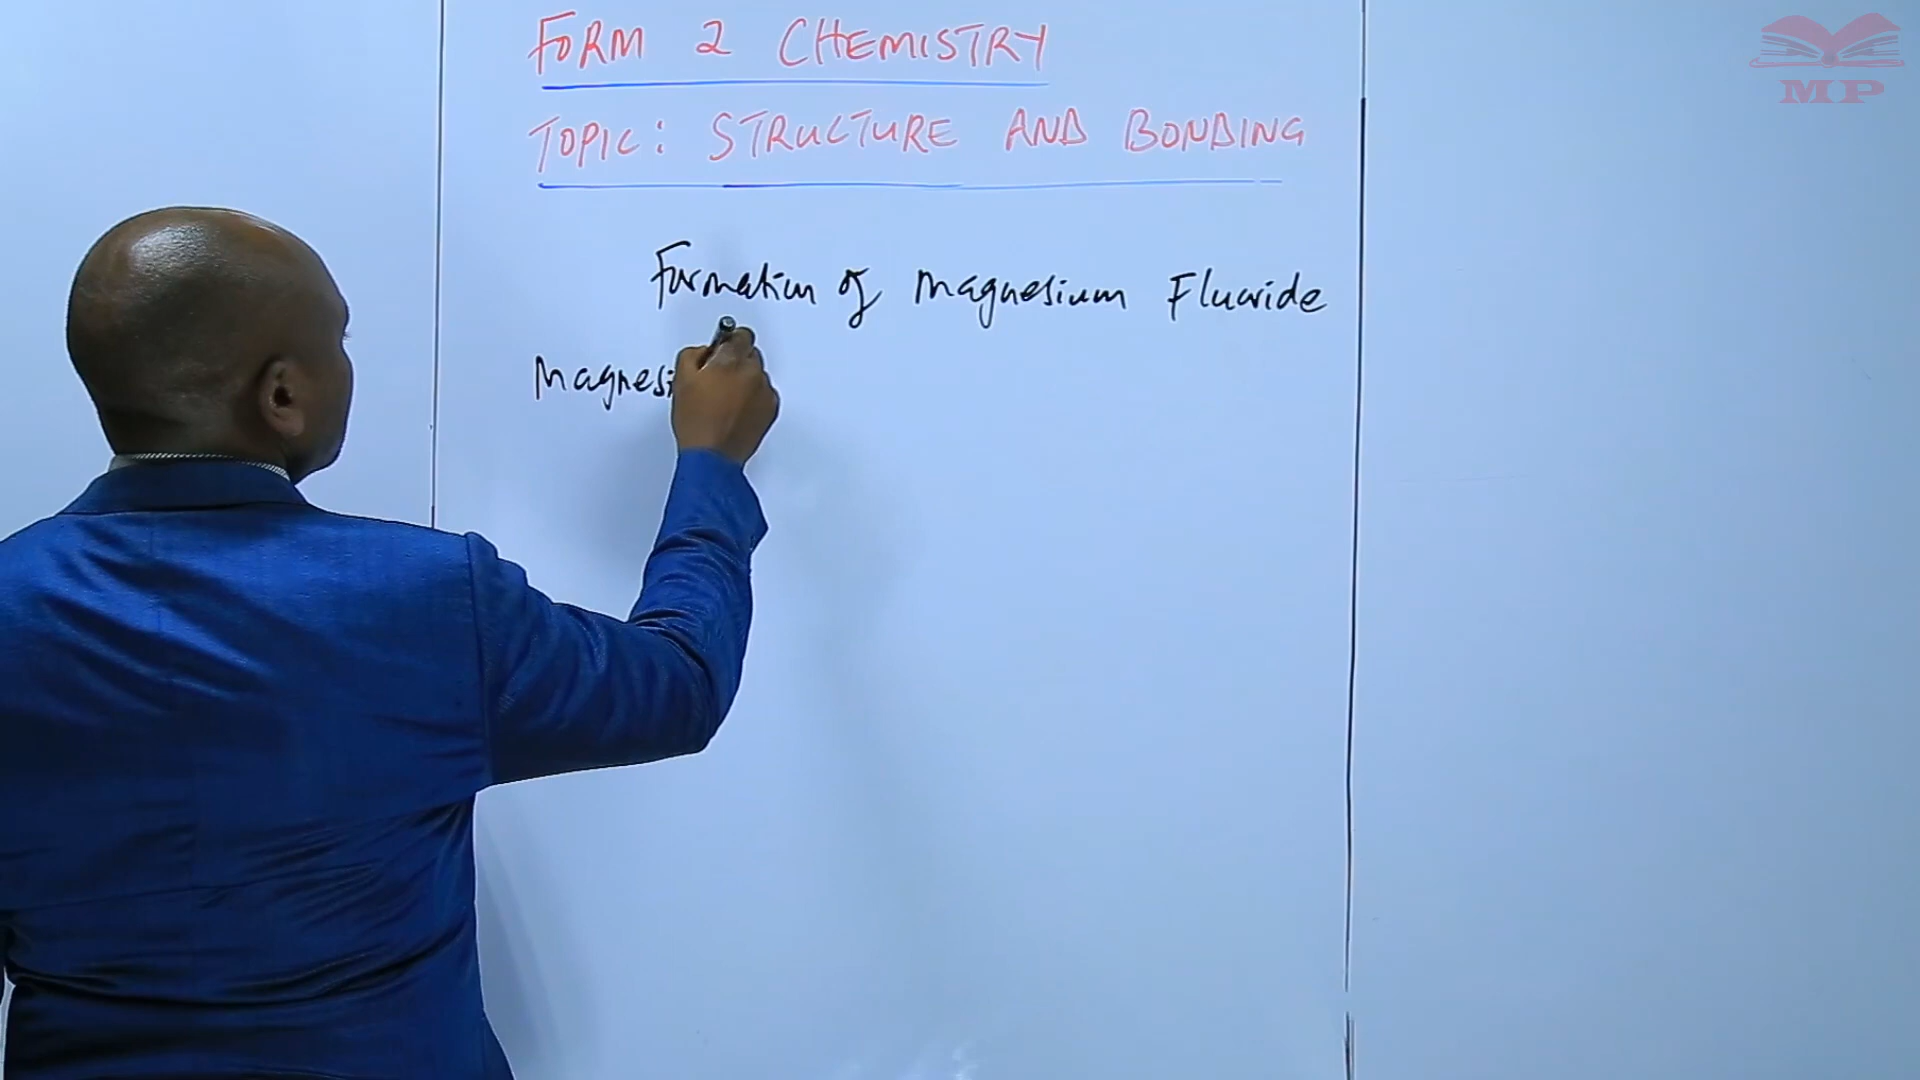 FORM 2 CHEMISTRY
TOPIC: STRUCTURE AND BONDING
Formation of Magnesium Fluoride
Magnesi
MP